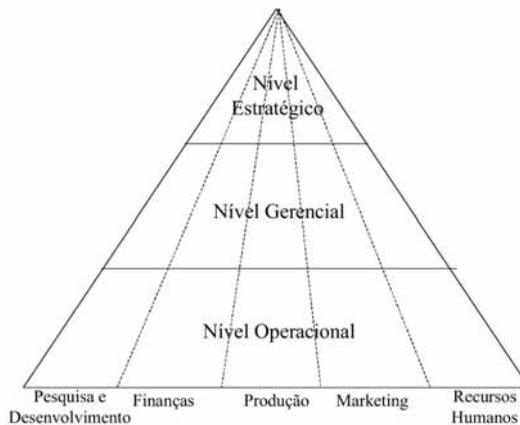 Nível
Estratégico
Nível Gerencial
Nível Operacional
Pesquisa e
Desenvolvimento
Finanças
Produção
Marketing
Recursos
Humanos